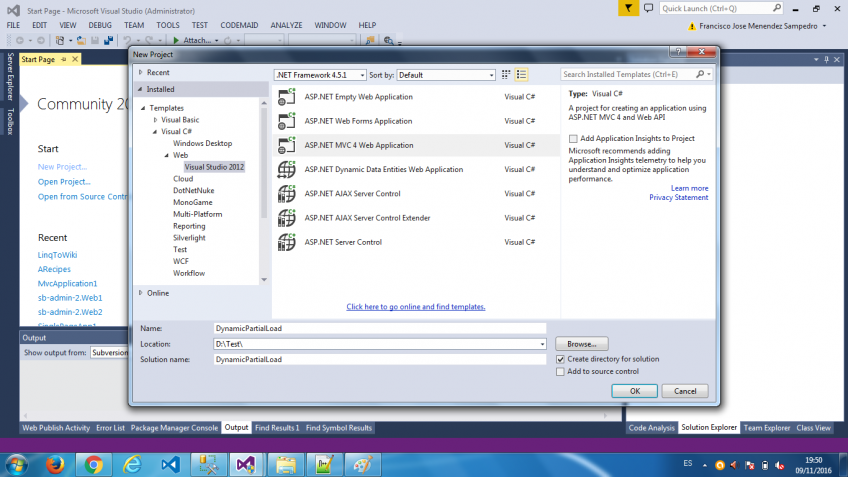 Start Page - Microsoft Visual Studio (Administrator)
Quick Launch (Ctrl+Q)
FILE EDIT VIEW DEBUG TEAM TOOLS TEST CODEMAID ANALYZE WINDOW HELP
Francisco Jose Menendez Sampedro
Attach...
Server Explorer
Toolbox
Start Page
Community 20
Start
New Project...
Open Project...
Open from Source Contr
Recent
LinqToWiki
ARecipes
MvcApplication1
sb-admin-2.Web1
sb-admin-2.Web2
SinglePageApp1
New Project
Recent
Installed
Templates
Visual Basic
Visual C#
Windows Desktop
Web
Visual Studio 2012
Cloud
DotNetNuke
MonoGame
Multi-Platform
Reporting
Silverlight
Test
WCF
Workflow
Online
.NET Framework 4.5.1 Sort by: Default
Search Installed Templates (Ctrl+E)
ASP.NET Empty Web Application Visual C#
ASP.NET Web Forms Application Visual C#
ASP.NET MVC 4 Web Application Visual C#
ASP.NET Dynamic Data Entities Web Application Visual C#
ASP.NET AJAX Server Control Visual C#
ASP.NET AJAX Server Control Extender Visual C#
ASP.NET Server Control Visual C#
Click here to go online and find templates.
Type: Visual C#
A project for creating an application using
ASP.NET MVC 4 and Web API
Add Application Insights to Project
Microsoft recommends adding
Application Insights telemetry to help you
understand and optimize application
performance.
Learn more
Privacy Statement
Name: DynamicPartialLoad
Location: D:\Test\ Browse...
Solution name: DynamicPartialLoad
Create directory for solution
Add to source control
OK Cancel
Output
Show output from: Subversion
Web Publish Activity Error List Package Manager Console Output Find Results 1 Find Symbol Results
Code Analysis Solution Explorer Team Explorer Class View
ES
19:50
09/11/2016